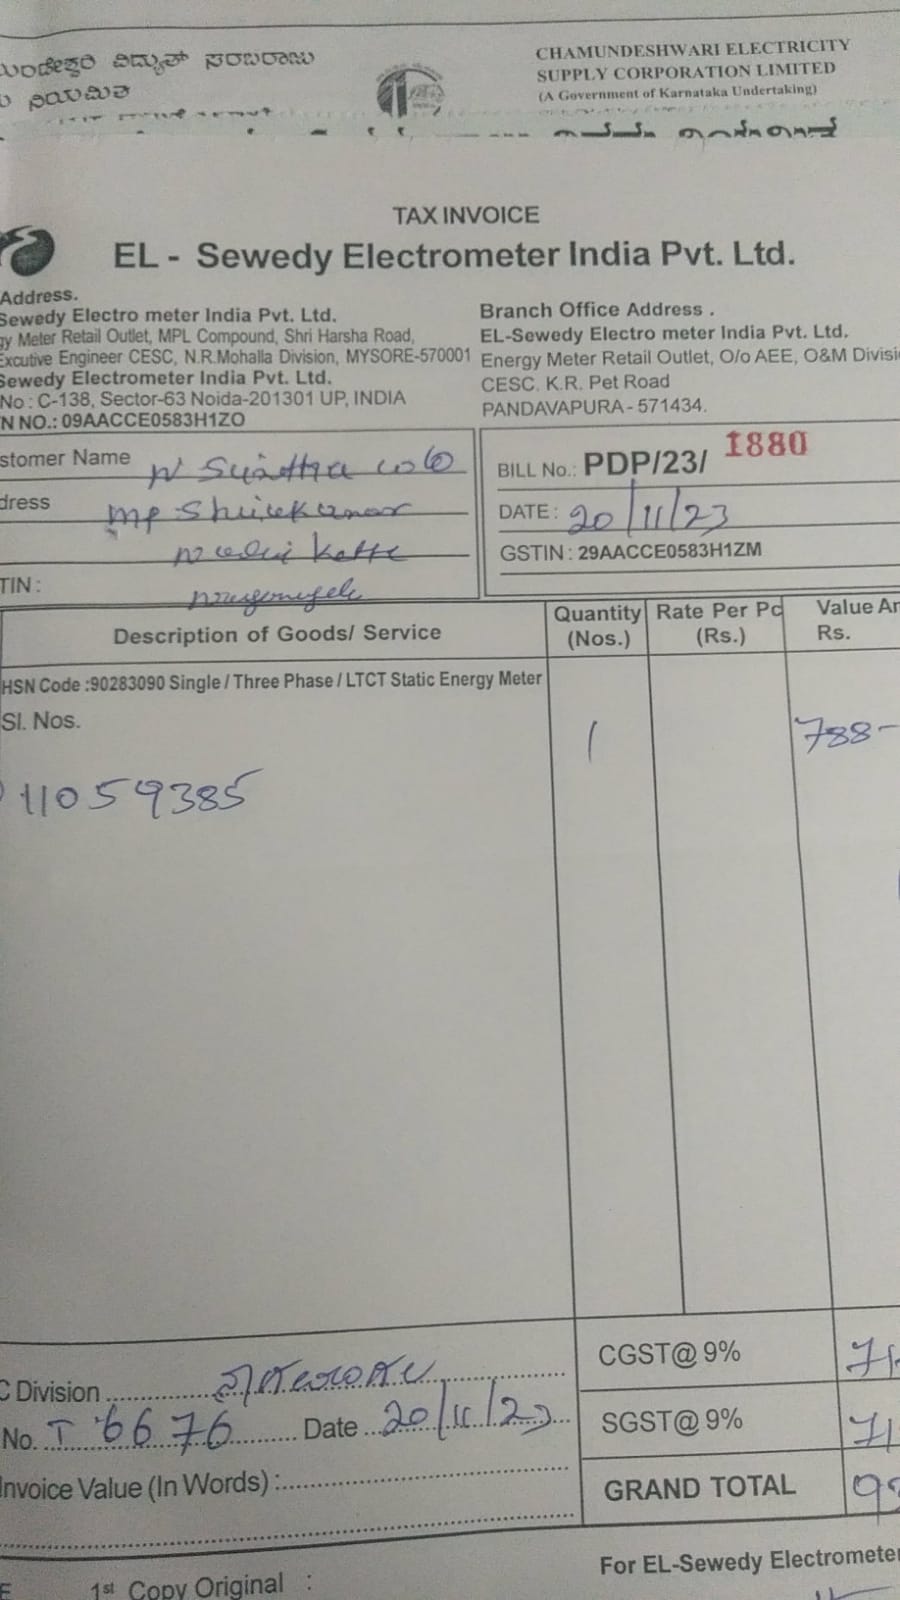 ವಿದ್ಯುತ್ ಸರಬರಾಜು
ನಿಯಮಿತ
CHAMUNDESHWARI ELECTRICITY
SUPPLY CORPORATION LIMITED
(A Government of Karnataka Undertaking)
TAX INVOICE
EL - Sewedy Electrometer India Pvt. Ltd.
Address.
Sewedy Electro meter India Pvt. Ltd.
gy Meter Retail Outlet, MPL Compound, Shri Harsha Road,
Excutive Engineer CESC, N.R.Mohalla Division, MYSORE-570001
Sewedy Electrometer India Pvt. Ltd.
No : C-138, Sector-63 Noida-201301 UP, INDIA
N NO.: 09AACCE0583H1ZO
Branch Office Address .
EL-Sewedy Electro meter India Pvt. Ltd.
Energy Meter Retail Outlet, O/o AEE, O&M Divisi
CESC. K.R. Pet Road
PANDAVAPURA - 571434.
stomer Name N
dress
TIN :
BILL No.: PDP/23/ 1880
DATE : 20/11/23
GSTIN : 29AACCE0583H1ZM
Description of Goods/ Service
Quantity (Nos.)
Rate Per Pc (Rs.)
Value Am Rs.
HSN Code :90283090 Single / Three Phase / LTCT Static Energy Meter
Sl. Nos.
1
788-
11059385
C Division
No. T 6676 Date 20/11/23
Invoice Value (In Words) :
CGST@ 9% 71
SGST@ 9% 71
GRAND TOTAL 9
For EL-Sewedy Electrometer
1st Copy Original :